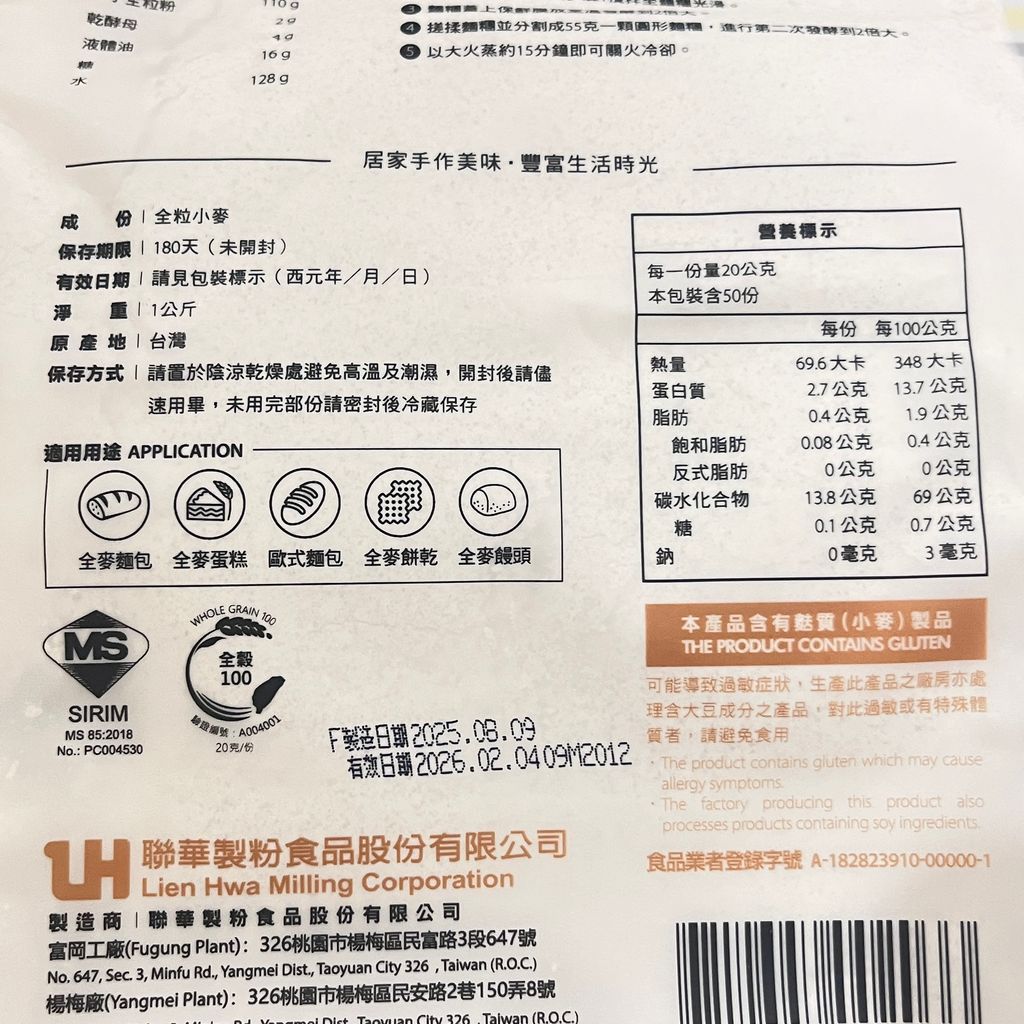 110 g
乾酵母 2 g
液體油 4 g
糖 16 g
水 128 g
④ 搓揉麵糰並分割成55克一顆圓形麵糰，進行第二次發酵到2倍大。
⑤ 以大火蒸約15分鐘即可關火冷卻。
居家手作美味·豐富生活時光
成份 | 全粒小麥
保存期限 | 180天（未開封）
有效日期 | 請見包裝標示（西元年／月／日）
淨重 | 1公斤
原產地 | 台灣
保存方式 | 請置於陰涼乾燥處避免高溫及潮濕，開封後請儘
速用畢，未用完部份請密封後冷藏保存
適用用途 APPLICATION
全麥麵包 全麥蛋糕 歐式麵包 全麥餅乾 全麥饅頭
營養標示
每一份量20公克
本包裝含50份
每份 每100公克
熱量 69.6 大卡 348 大卡
蛋白質 2.7 公克 13.7 公克
脂肪 0.4 公克 1.9 公克
飽和脂肪 0.08 公克 0.4 公克
反式脂肪 0 公克 0 公克
碳水化合物 13.8 公克 69 公克
糖 0.1 公克 0.7 公克
鈉 0 毫克 3 毫克
MS
SIRIM
MS 85:2018
No.: PC004530
WHOLE GRAIN 100
全穀
100
驗證編號：A004001
20克/份
F製造日期2025.08.09
有效日期2026.02.0409M2012
本產品含有麩質(小麥)製品
THE PRODUCT CONTAINS GLUTEN
可能導致過敏症狀，生產此產品之廠房亦處
理含大豆成分之產品，對此過敏或有特殊體
質者，請避免食用
· The product contains gluten which may cause
allergy symptoms.
· The factory producing this product also
processes products containing soy ingredients.
食品業者登錄字號 A-182823910-00000-1
LH 聯華製粉食品股份有限公司
Lien Hwa Milling Corporation
製造商 | 聯華製粉食品股份有限公司
富岡工廠(Fugung Plant)：326桃園市楊梅區民富路3段647號
No. 647, Sec. 3, Minfu Rd., Yangmei Dist., Taoyuan City 326 , Taiwan (R.O.C.)
楊梅廠(Yangmei Plant)：326桃園市楊梅區民安路2巷150弄8號
Rd., Yangmei Dist., Taoyuan City 326 , Taiwan (R.O.C.)